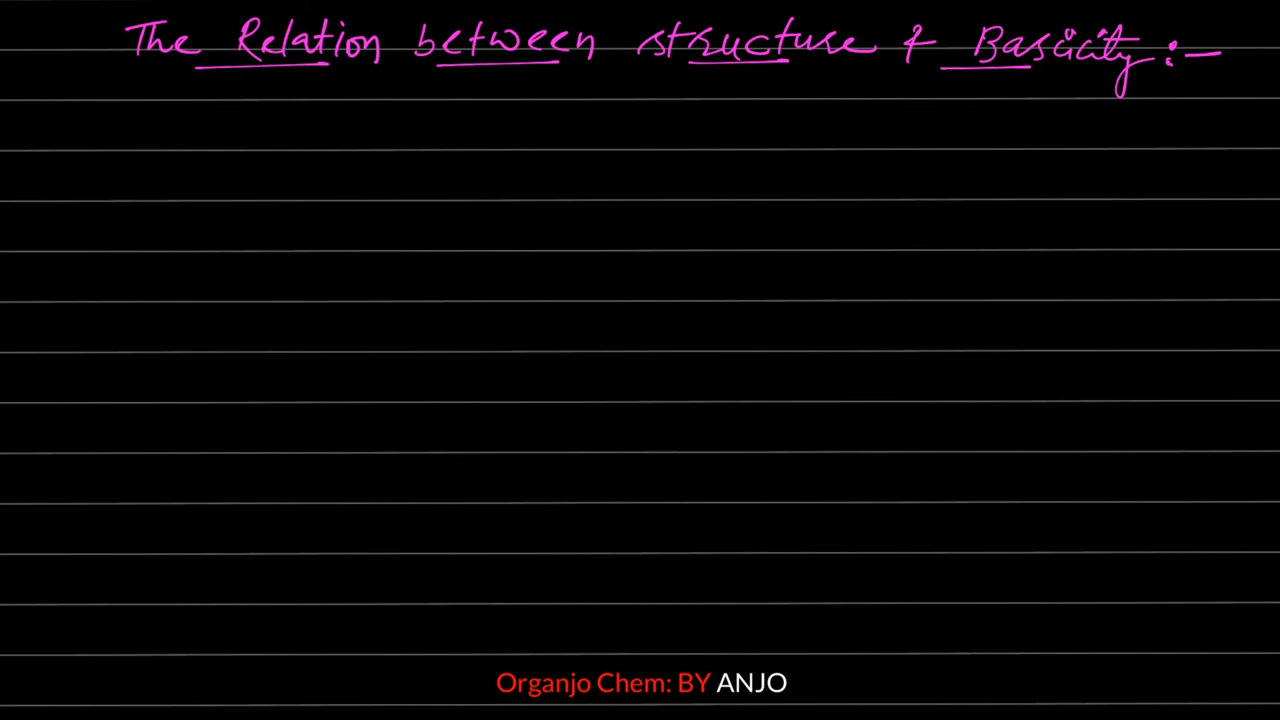 The Relation between structure & Basicity :-
Organjo Chem: BY ANJO